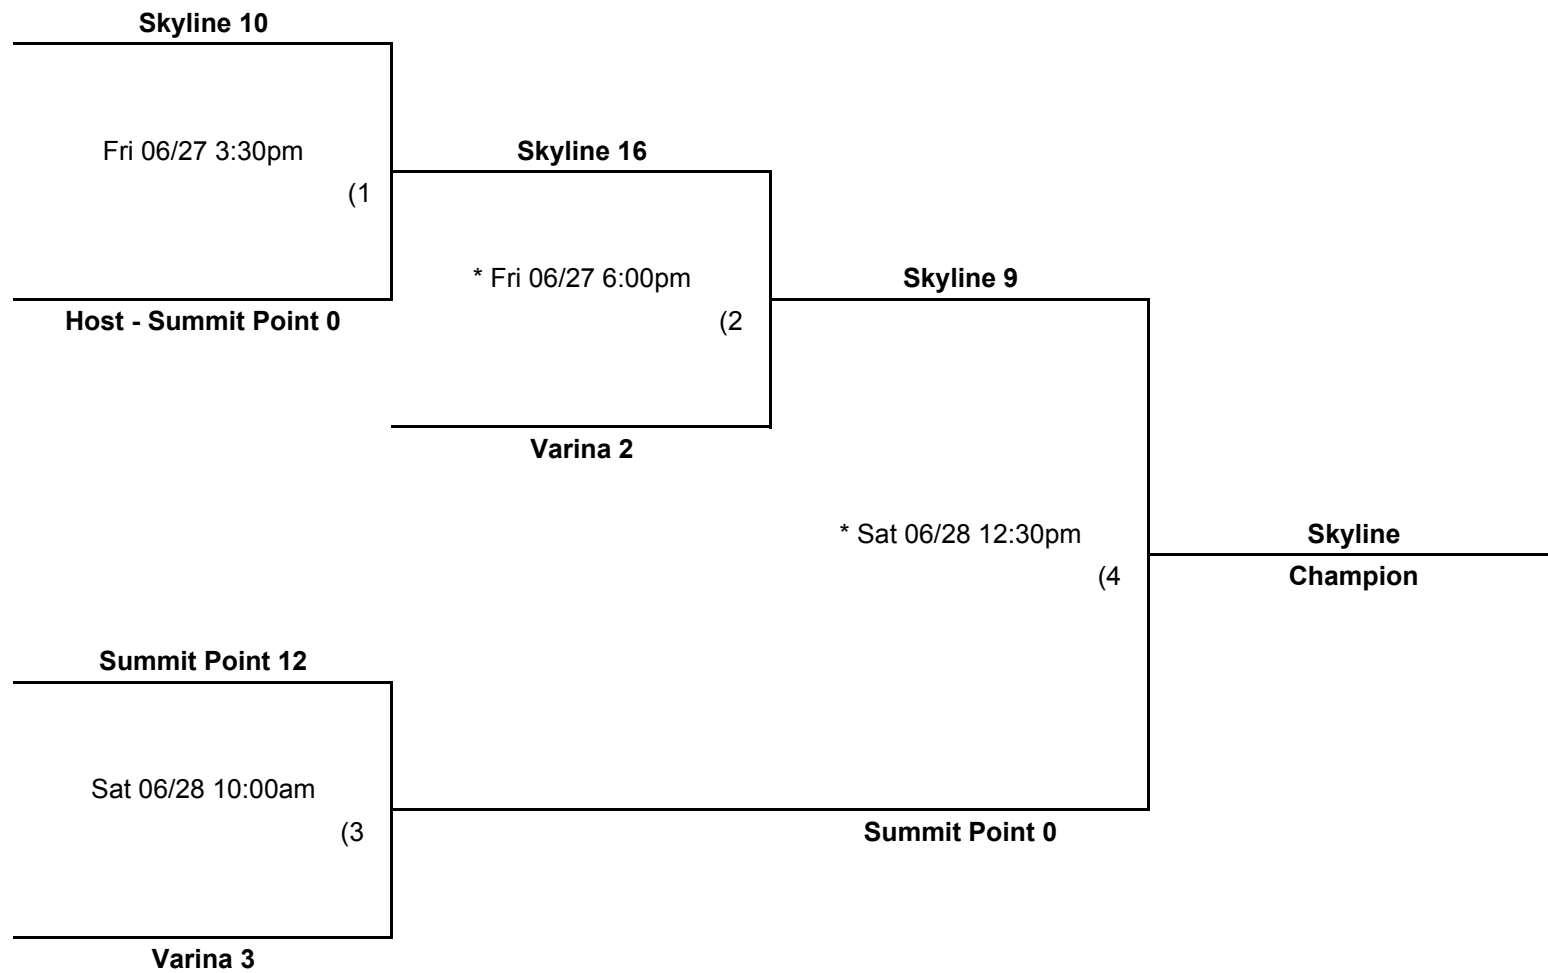 Skyline 10
Fri 06/27 3:30pm
(1
Host - Summit Point 0
Skyline 16
* Fri 06/27 6:00pm
(2
Varina 2
Skyline 9
* Sat 06/28 12:30pm
(4
Skyline
Champion
Summit Point 12
Sat 06/28 10:00am
(3
Varina 3
Summit Point 0